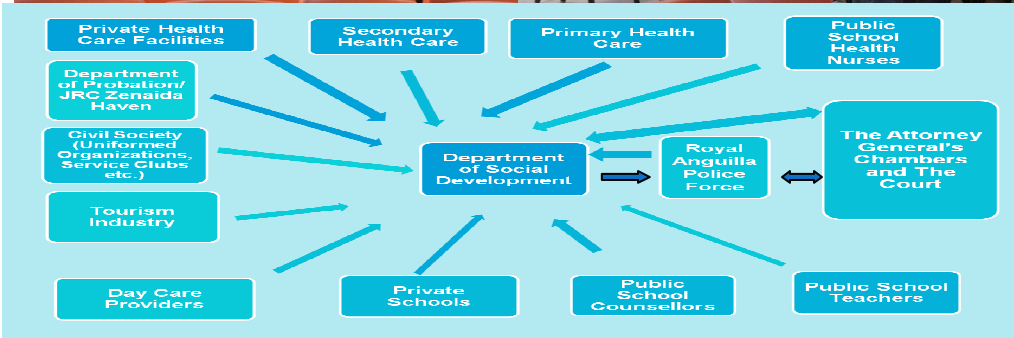 Private Health
Care Facilities
Secondary
Health Care
Primary Health
Care
Public
School
Health
Nurses
Department
of Probation/
JRC Zenaida
Haven
Civil Society
(Uniformed
Organizations,
Service Clubs
etc.)
Department
of Social
Development
Royal
Anguilla
Police
Force
The Attorney
General's
Chambers
and The
Court
Tourism
Industry
Day Care
Providers
Private
Schools
Public
School
Counsellors
Public School
Teachers